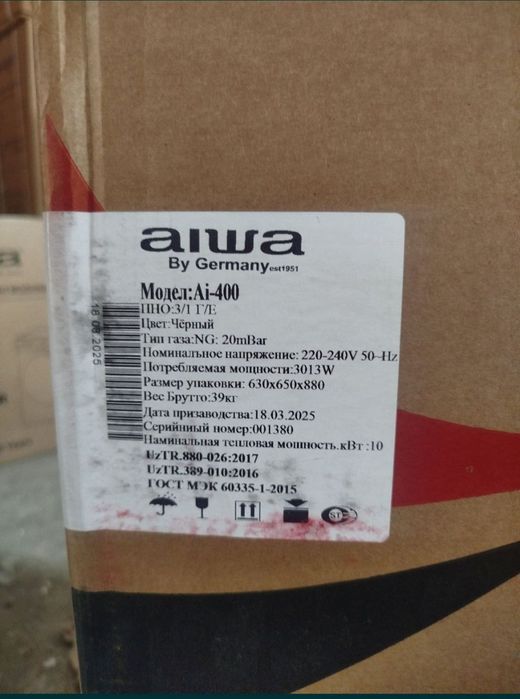 aiwa
By Germany est1951
Модел:Ai-400
ПНО:3/1 Г/Е
Цвет:Чёрный
Тип газа:NG: 20mBar
Номинальное напряжение: 220-240V 50~Hz
Потребляемая мощности:3013W
Размер упаковки: 630x650x880
Вес Брутто:39кг
Дата призаводства:18.03.2025
Серийниый номер:001380
Наминальная тепловая мошность.кВт :10
UzTR.880-026:2017
UzTR.389-010:2016
ГОСТ МЭК 60335-1-2015
18 03 2025